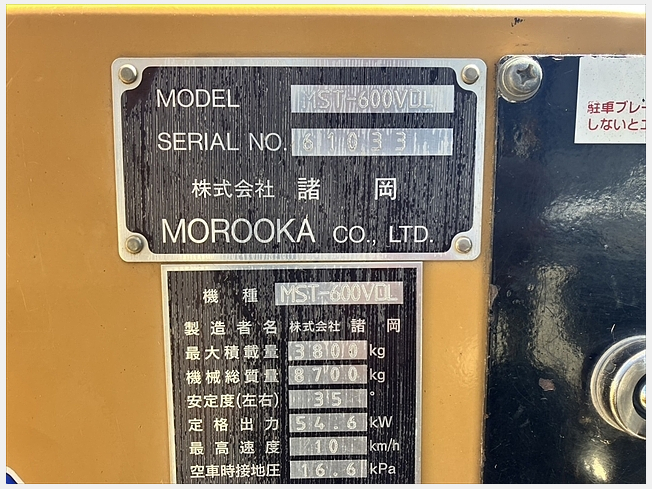 MODEL MST-600VDL
SERIAL NO. 61033
株式会社 諸岡
MOROOKA CO., LTD.
機種 MST-600VDL
製造者名 株式会社 諸岡
最大積載量 3800 kg
機械総質量 8700 kg
安定度(左右) 35 °
定格出力 54.6 kW
最高速度 10 km/h
空車時接地圧 16.6 kPa
駐車ブレー
しないとエ